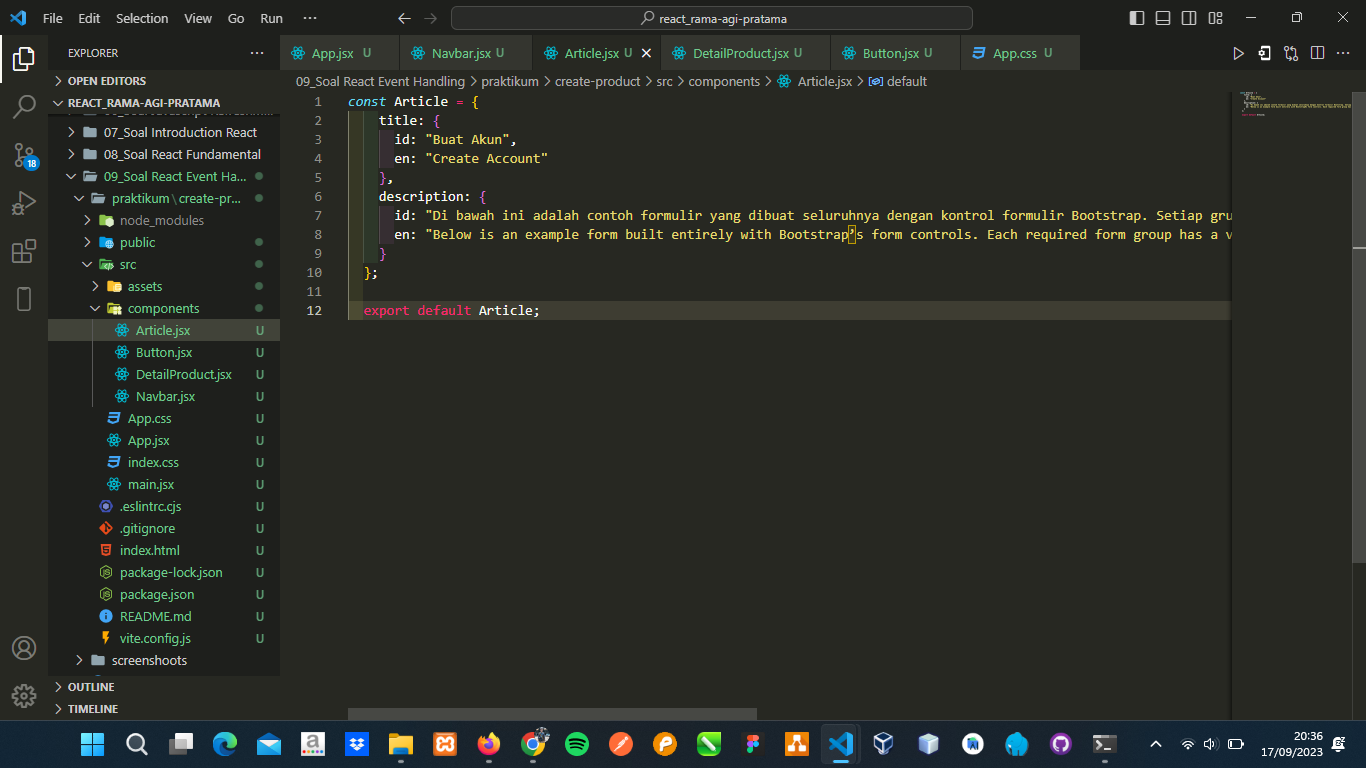 File Edit Selection View Go Run ···
react_rama-agi-pratama
EXPLORER ···
OPEN EDITORS
REACT_RAMA-AGI-PRATAMA
07_Soal Introduction React
08_Soal React Fundamental
09_Soal React Event Ha...
praktikum \ create-pr...
node_modules
public
src
assets
components
Article.jsx U
Button.jsx U
DetailProduct.jsx U
Navbar.jsx U
App.css U
App.jsx U
index.css U
main.jsx U
.eslintrc.cjs U
.gitignore U
index.html U
package-lock.json U
package.json U
README.md U
vite.config.js U
screenshoots
OUTLINE
TIMELINE
18
App.jsx U Navbar.jsx U Article.jsx U DetailProduct.jsx U Button.jsx U App.css U
09_Soal React Event Handling > praktikum > create-product > src > components > Article.jsx > default
1 const Article = {
2 title: {
3 id: "Buat Akun",
4 en: "Create Account"
5 },
6 description: {
7 id: "Di bawah ini adalah contoh formulir yang dibuat seluruhnya dengan kontrol formulir Bootstrap. Setiap gru
8 en: "Below is an example form built entirely with Bootstrap’s form controls. Each required form group has a v
9 }
10 };
11
12 export default Article;
20:36
17/09/2023